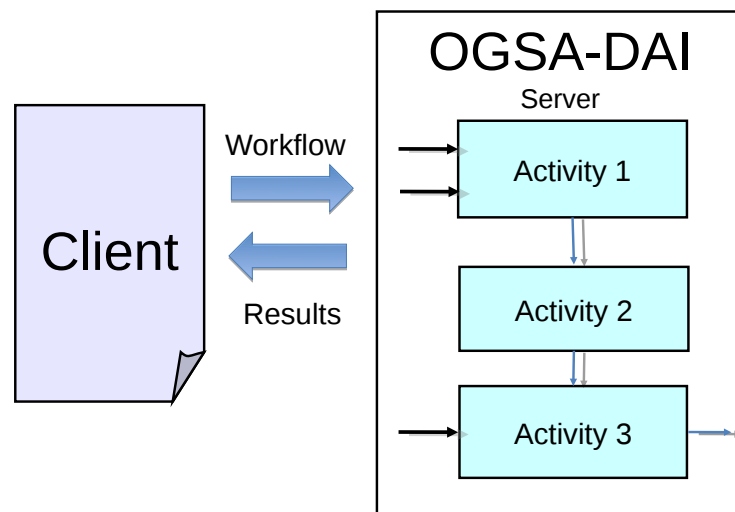 OGSA-DAI
Server
Workflow
Client
Results
Activity 1
Activity 2
Activity 3